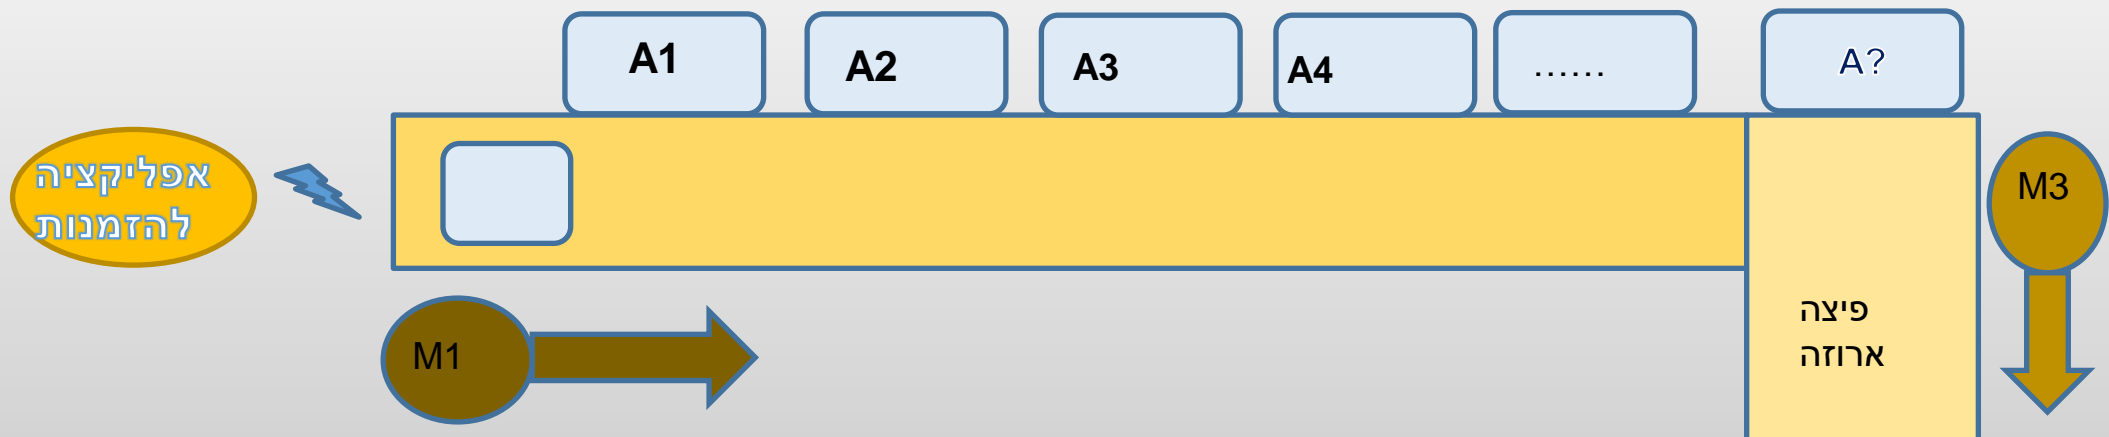 A1
A2
A3
A4
......
A?
אפליקציה
להזמנות
M3
M1
פיצה
ארוזה